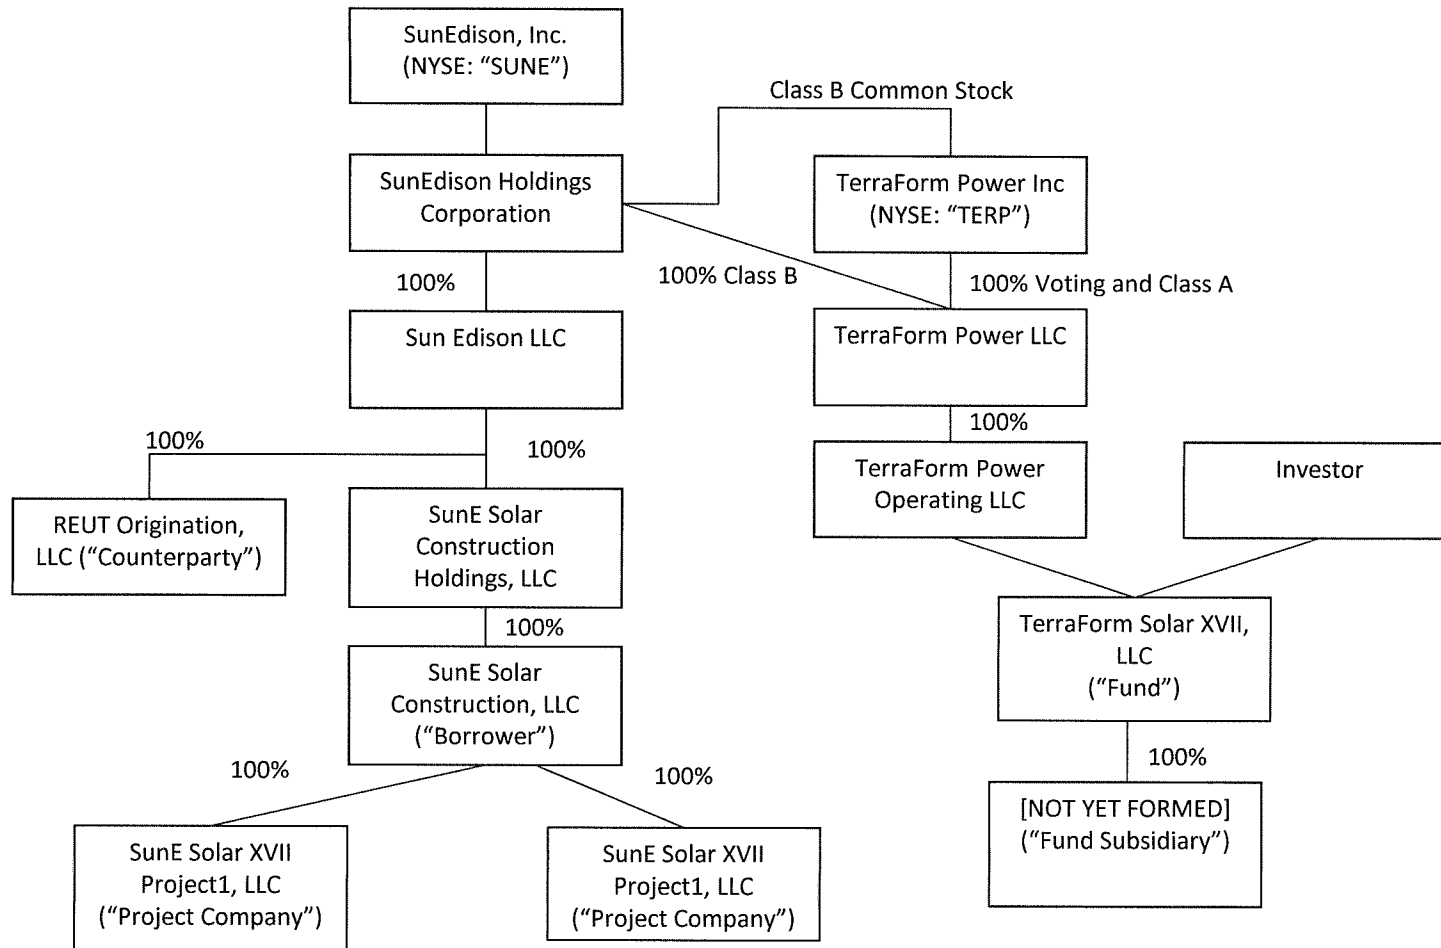 SunEdison, Inc.
(NYSE: “SUNE”)
Class B Common Stock
SunEdison Holdings
Corporation
TerraForm Power Inc
(NYSE: “TERP”)
100%
100% Class B
100% Voting and Class A
Sun Edison LLC
TerraForm Power LLC
100%
100%
100%
TerraForm Power
Operating LLC
Investor
REUT Origination,
LLC (“Counterparty”)
SunE Solar
Construction
Holdings, LLC
100%
TerraForm Solar XVII,
LLC
(“Fund”)
SunE Solar
Construction, LLC
(“Borrower”)
100%
100%
100%
[NOT YET FORMED]
(“Fund Subsidiary”)
SunE Solar XVII
Project1, LLC
(“Project Company”)
SunE Solar XVII
Project1, LLC
(“Project Company”)